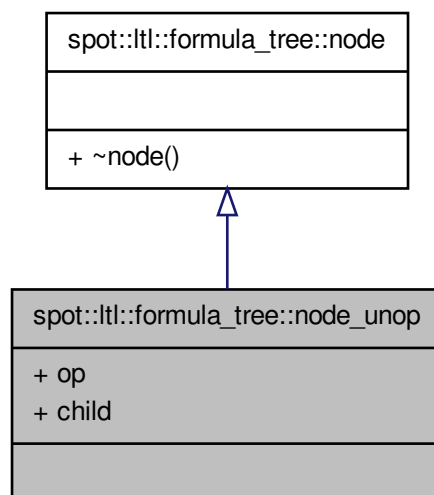 spot::ltl::formula_tree::node
+ ~node()
spot::ltl::formula_tree::node_unop
+ op
+ child